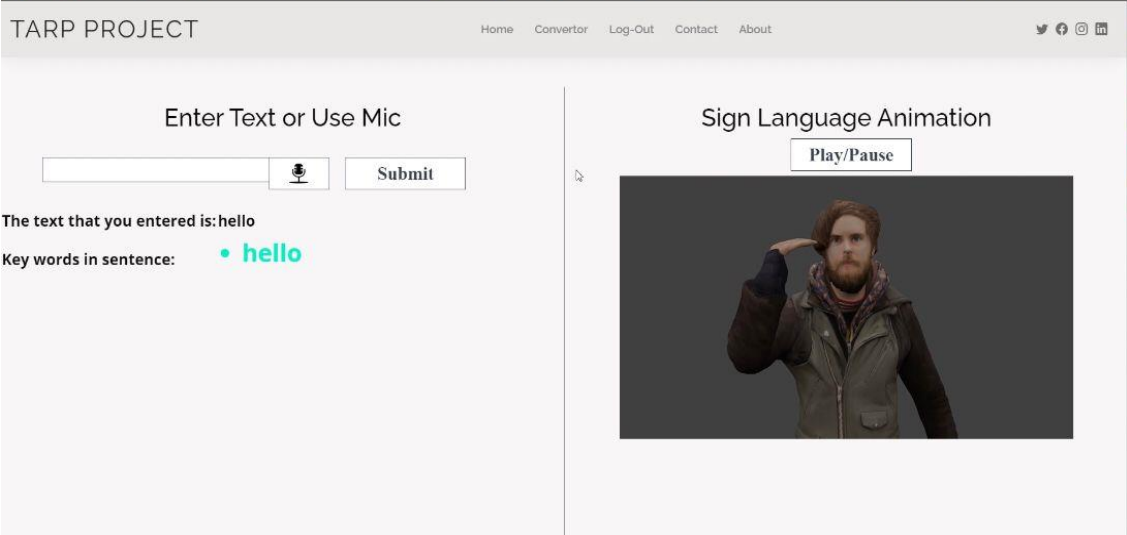 TARP PROJECT
Home Convertor Log-Out Contact About
Enter Text or Use Mic
Submit
The text that you entered is: hello
Key words in sentence:
• hello
Sign Language Animation
Play/Pause